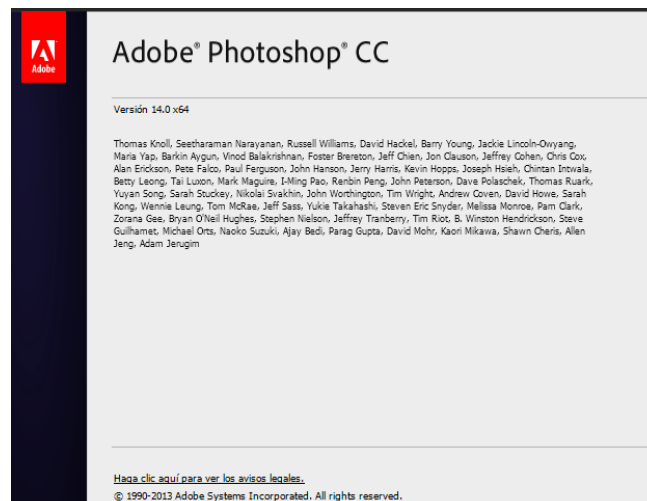 Adobe
Adobe® Photoshop® CC
Versión 14.0 x64
Thomas Knoll, Seetharaman Narayanan, Russell Williams, David Hackel, Barry Young, Jackie Lincoln-Owyang,
Maria Yap, Barkin Aygun, Vinod Balakrishnan, Foster Brereton, Jeff Chien, Jon Clauson, Jeffrey Cohen, Chris Cox,
Alan Erickson, Pete Falco, Paul Ferguson, John Hanson, Jerry Harris, Kevin Hopps, Joseph Hsieh, Chintan Intwala,
Betty Leong, Tai Luxon, Mark Maguire, I-Ming Pao, Renbin Peng, John Peterson, Dave Polaschek, Thomas Ruark,
Yuyan Song, Sarah Stuckey, Nikolai Svakhin, John Worthington, Tim Wright, Andrew Coven, David Howe, Sarah
Kong, Wennie Leung, Tom McRae, Jeff Sass, Yukie Takahashi, Steven Eric Snyder, Melissa Monroe, Pam Clark,
Zorana Gee, Bryan O'Neil Hughes, Stephen Nielson, Jeffrey Tranberry, Tim Riot, B. Winston Hendrickson, Steve
Guilhamet, Michael Orts, Naoko Suzuki, Ajay Bedi, Parag Gupta, David Mohr, Kaori Mikawa, Shawn Cheris, Allen
Jeng, Adam Jerugim
Haga clic aquí para ver los avisos legales.
© 1990-2013 Adobe Systems Incorporated. All rights reserved.